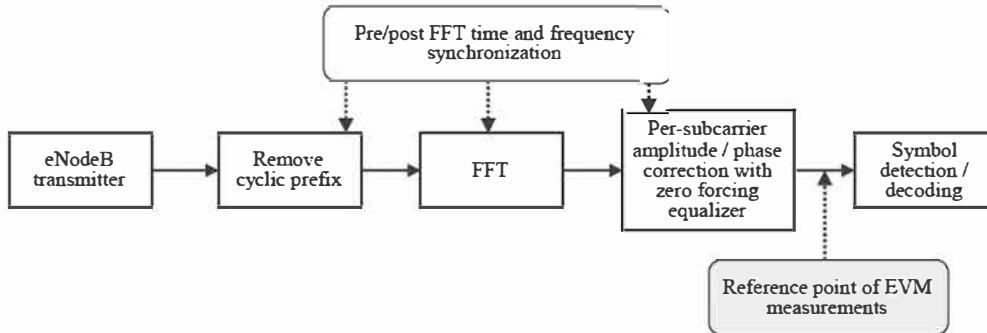 Pre/post FFT time and frequency
synchronization
eNodeB
transmitter
Remove
cyclic prefix
FFT
Per-subcarrier
amplitude / phase
correction with
zero forcing
equalizer
Symbol
detection /
decoding
Reference point of EVM
measurements